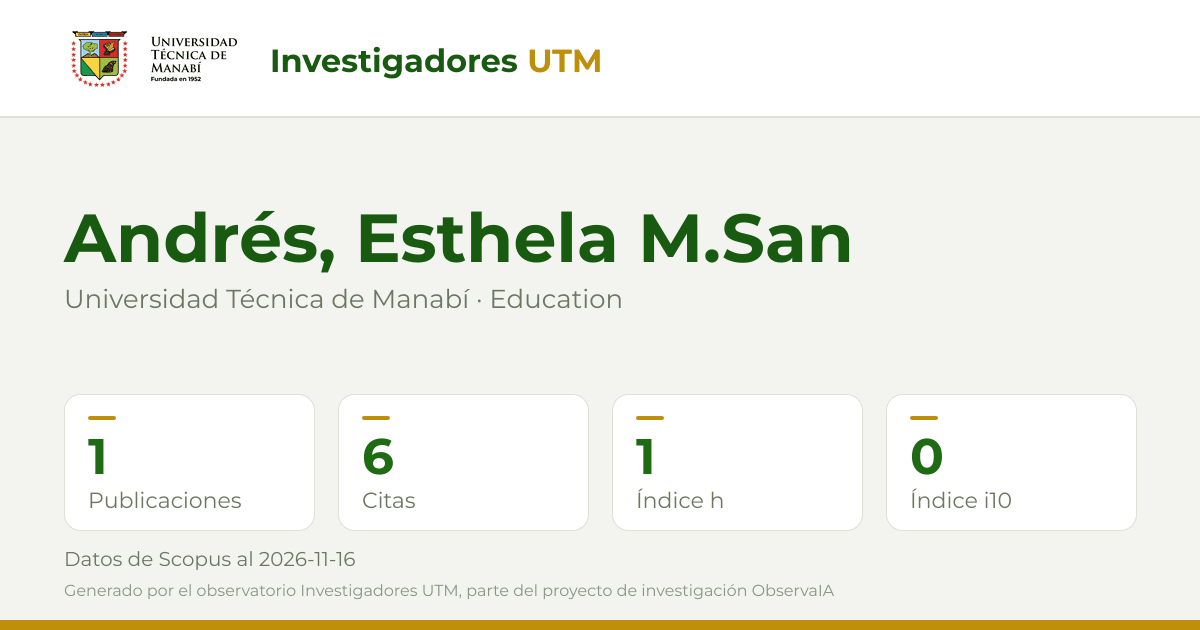 UNIVERSIDAD
TÉCNICA DE
MANABÍ
Fundada en 1952
Investigadores UTM
Andrés, Esthela M.San
Universidad Técnica de Manabí · Education
1
Publicaciones
6
Citas
1
Índice h
0
Índice i10
Datos de Scopus al 2026-11-16
Generado por el observatorio Investigadores UTM, parte del proyecto de investigación ObservaIA